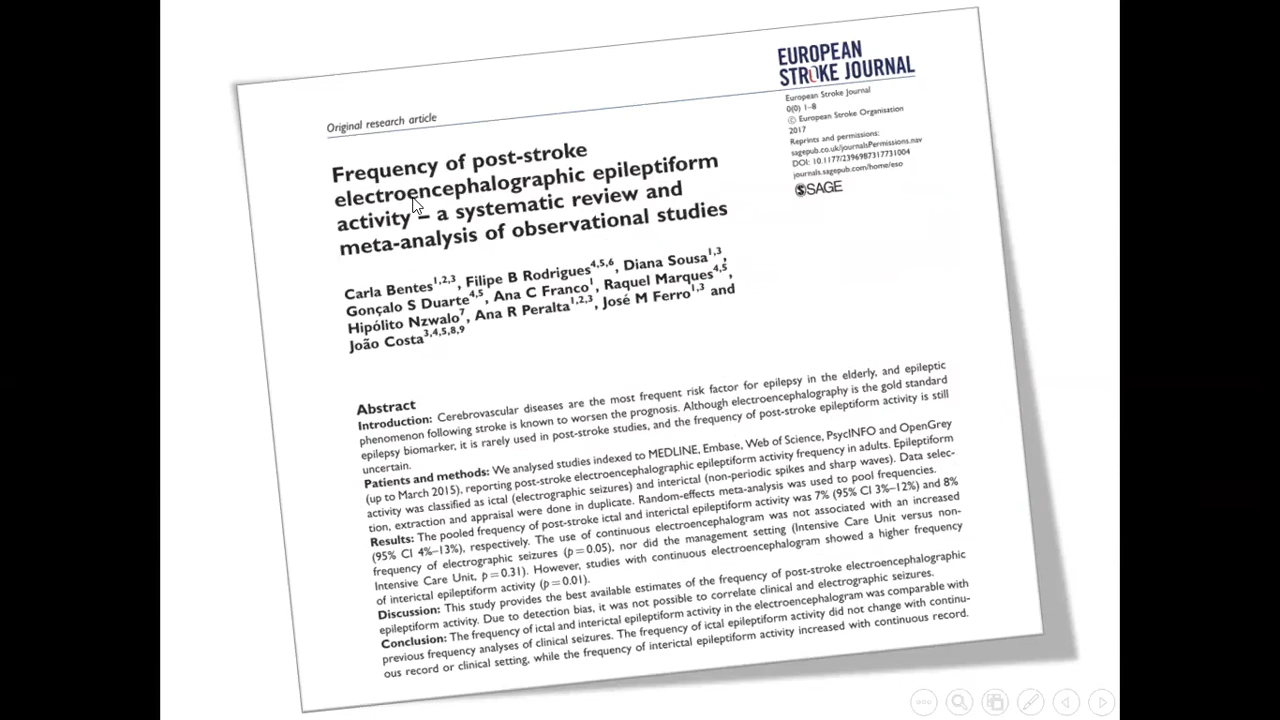 EUROPEAN
STROKE JOURNAL
Original research article
European Stroke Journal
0(0) 1–8
© European Stroke Organisation
2017
Reprints and permissions:
sagepub.co.uk/journalsPermissions.nav
DOI: 10.1177/2396987317731004
journals.sagepub.com/home/eso
SAGE
Frequency of post-stroke
electroencephalographic epileptiform
activity – a systematic review and
meta-analysis of observational studies
Carla Bentes1,2,3, Filipe B Rodrigues4,5,6, Diana Sousa1,3,
Gonçalo S Duarte4,5, Ana C Franco1, Raquel Marques4,5,
Hipólito Nzwalo7, Ana R Peralta1,2,3, José M Ferro1,3 and
João Costa3,4,5,8,9
Abstract
Introduction: Cerebrovascular diseases are the most frequent risk factor for epilepsy in the elderly, and epileptic
phenomenon following stroke is known to worsen the prognosis. Although electroencephalography is the gold standard
epilepsy biomarker, it is rarely used in post-stroke studies, and the frequency of post-stroke epileptiform activity is still
uncertain.
Patients and methods: We analysed studies indexed to MEDLINE, Embase, Web of Science, PsycINFO and OpenGrey
(up to March 2015), reporting post-stroke electroencephalographic epileptiform activity frequency in adults. Epileptiform
activity was classified as ictal (electrographic seizures) and interictal (non-periodic spikes and sharp waves). Data selec-
tion, extraction and appraisal were done in duplicate. Random-effects meta-analysis was used to pool frequencies.
Results: The pooled frequency of post-stroke ictal and interictal epileptiform activity was 7% (95% CI 3%–12%) and 8%
(95% CI 4%–13%), respectively. The use of continuous electroencephalogram was not associated with an increased
frequency of electrographic seizures (p = 0.05), nor did the management setting (Intensive Care Unit versus non-
Intensive Care Unit, p = 0.31). However, studies with continuous electroencephalogram showed a higher frequency
of interictal epileptiform activity (p = 0.01).
Discussion: This study provides the best available estimates of the frequency of post-stroke electroencephalographic
epileptiform activity. Due to detection bias, it was not possible to correlate clinical and electrographic seizures.
Conclusion: The frequency of ictal and interictal epileptiform activity in the electroencephalogram was comparable with
previous frequency analyses of clinical seizures. The frequency of ictal epileptiform activity did not change with continu-
ous record or clinical setting, while the frequency of interictal epileptiform activity increased with continuous record.